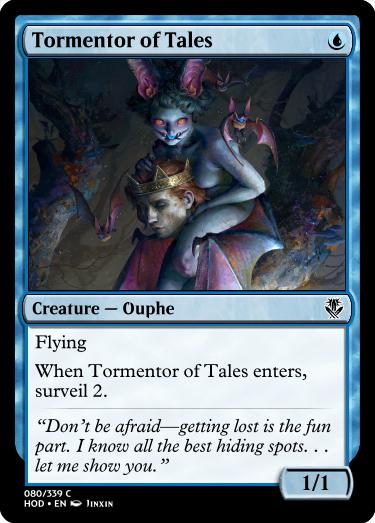 Tormentor of Tales
Creature — Ouphe
Flying
When Tormentor of Tales enters,
surveil 2.
“Don’t be afraid—getting lost is the fun
part. I know all the best hiding spots. . .
let me show you.”
1/1
080/339 C
HOD • EN Jinxin